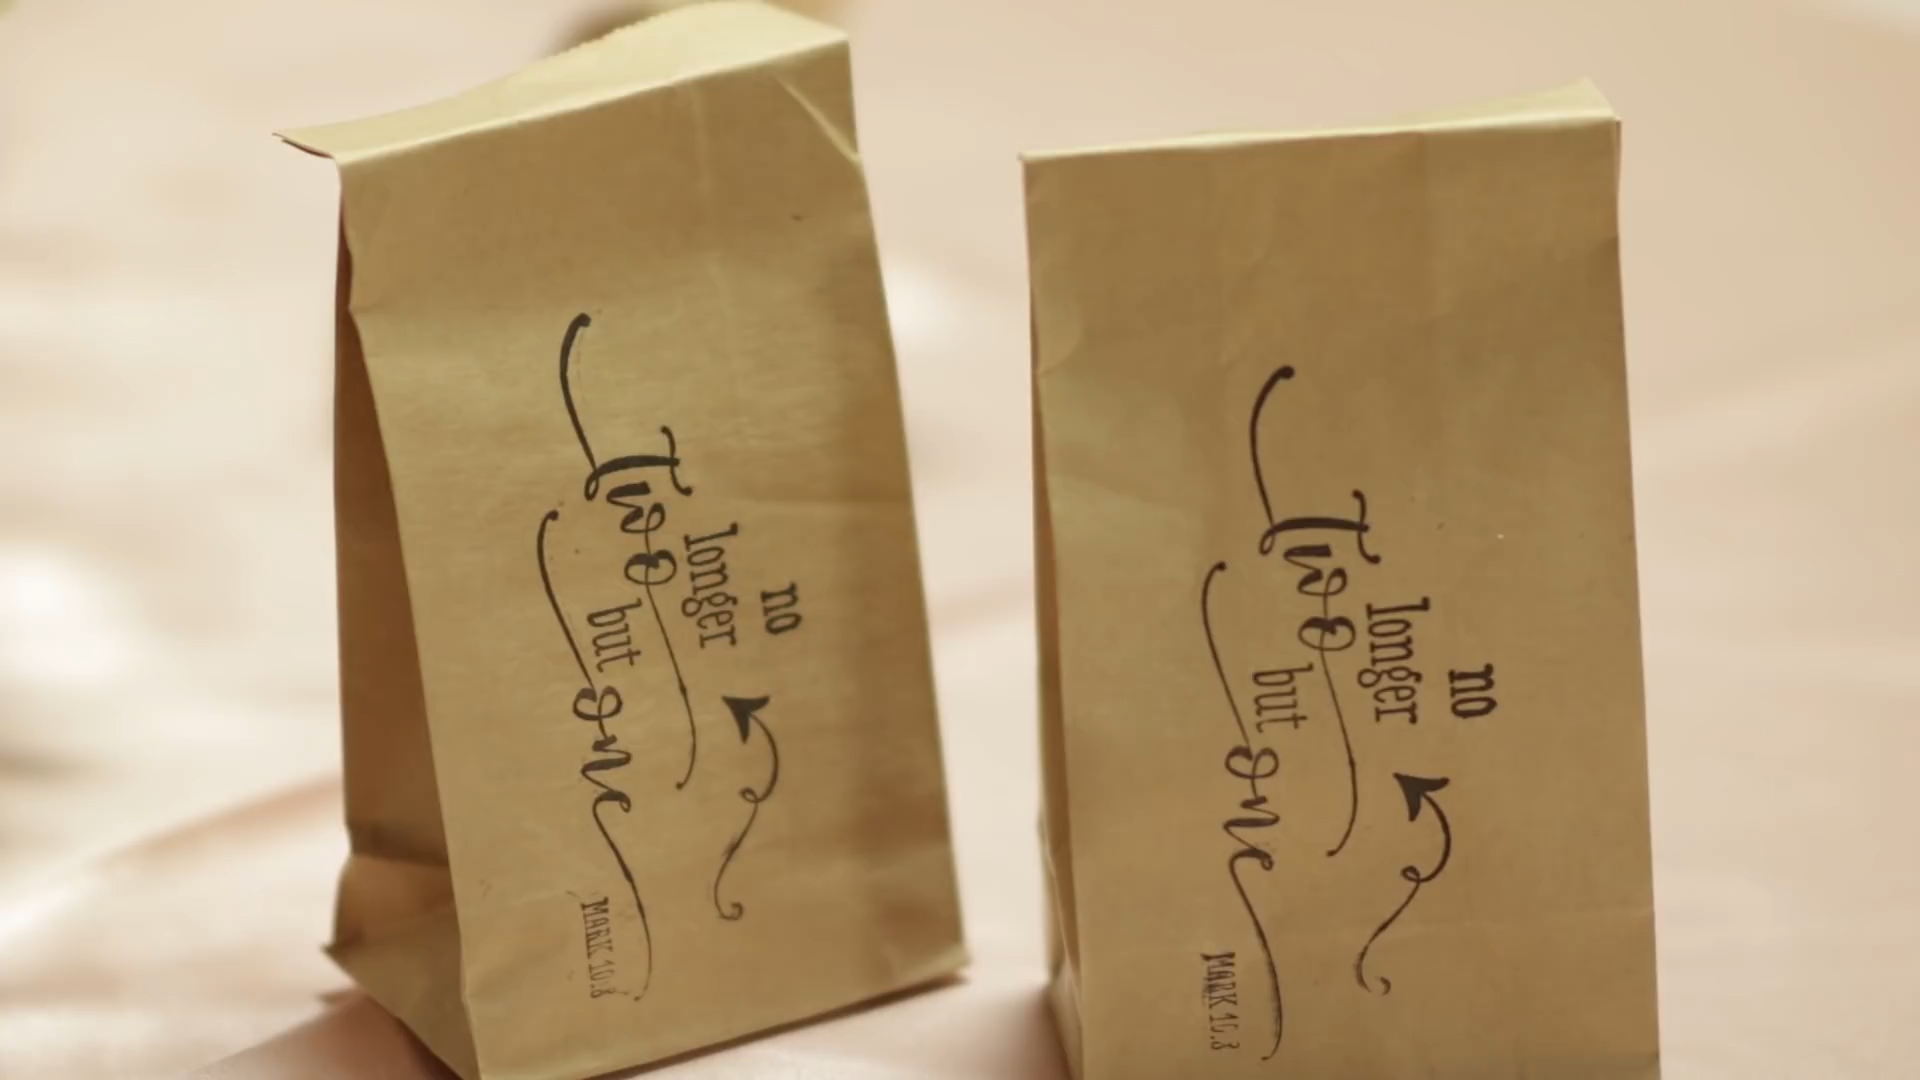 no
longer
Two
but
one
MARK 10:8
no
longer
Two
but
one
MARK 10:8